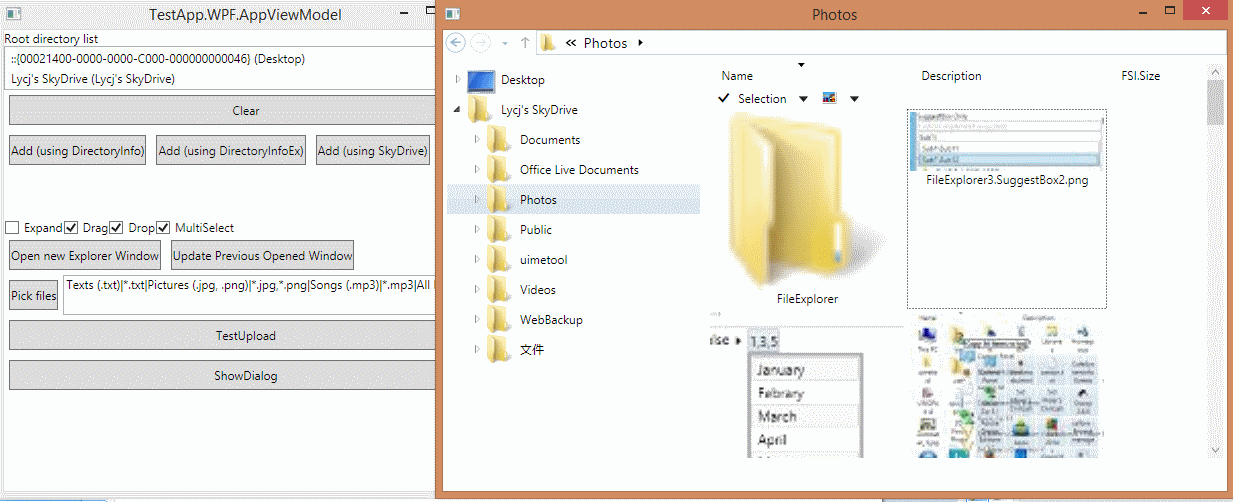 TestApp.WPF.AppViewModel
Root directory list
::{00021400-0000-0000-C000-000000000046} (Desktop)
Lycj's SkyDrive (Lycj's SkyDrive)
Clear
Add (using DirectoryInfo)
Add (using DirectoryInfoEx)
Add (using SkyDrive)
Expand
Drag
Drop
MultiSelect
Open new Explorer Window
Update Previous Opened Window
Pick files
Texts (.txt)|*.txt|Pictures (.jpg, .png)|*.jpg,*.png|Songs (.mp3)|*.mp3|All
TestUpload
ShowDialog
Photos
« Photos
Desktop
Lycj's SkyDrive
Documents
Office Live Documents
Photos
Public
uimetool
Videos
WebBackup
文件
Name
Description
FSI.Size
Selection
FileExplorer
FileExplorer3.SuggestBox2.png
1,3,5
January
Febrary
March
April